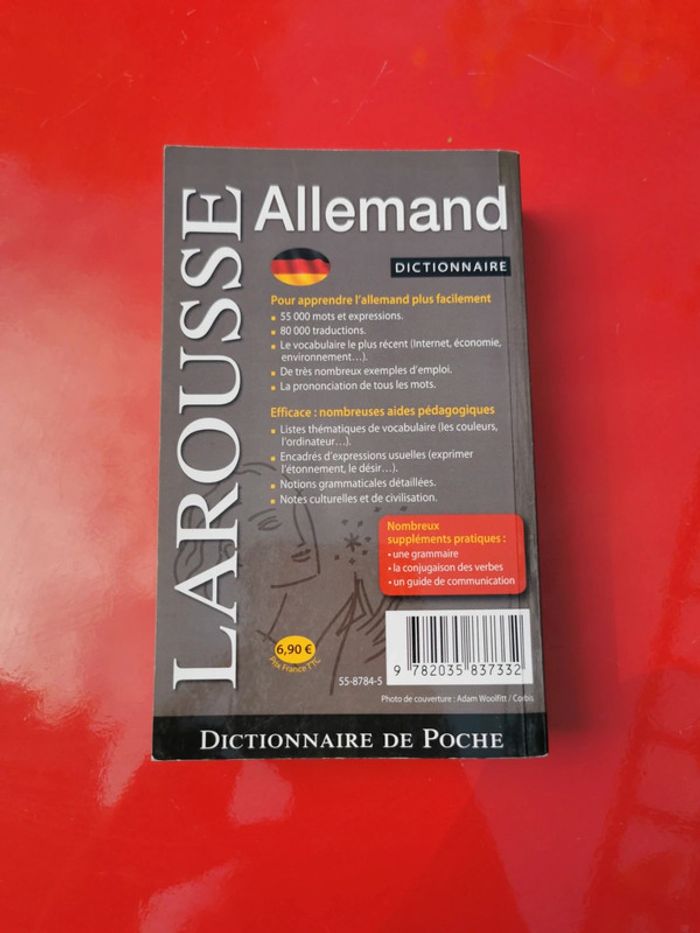 LAROUSSE
Allemand
DICTIONNAIRE
Pour apprendre l'allemand plus facilement
▪ 55 000 mots et expressions.
▪ 80 000 traductions.
▪ Le vocabulaire le plus récent (Internet, économie,
environnement…).
▪ De très nombreux exemples d'emploi.
▪ La prononciation de tous les mots.
Efficace : nombreuses aides pédagogiques
▪ Listes thématiques de vocabulaire (les couleurs,
l'ordinateur…).
▪ Encadrés d'expressions usuelles (exprimer
l'étonnement, le désir…).
▪ Notions grammaticales détaillées.
▪ Notes culturelles et de civilisation.
Nombreux
suppléments pratiques :
• une grammaire
• la conjugaison des verbes
• un guide de communication
6,90 €
Prix France TTC
55-8784-5
9 782035 837332
Photo de couverture : Adam Woolfitt / Corbis
DICTIONNAIRE DE POCHE